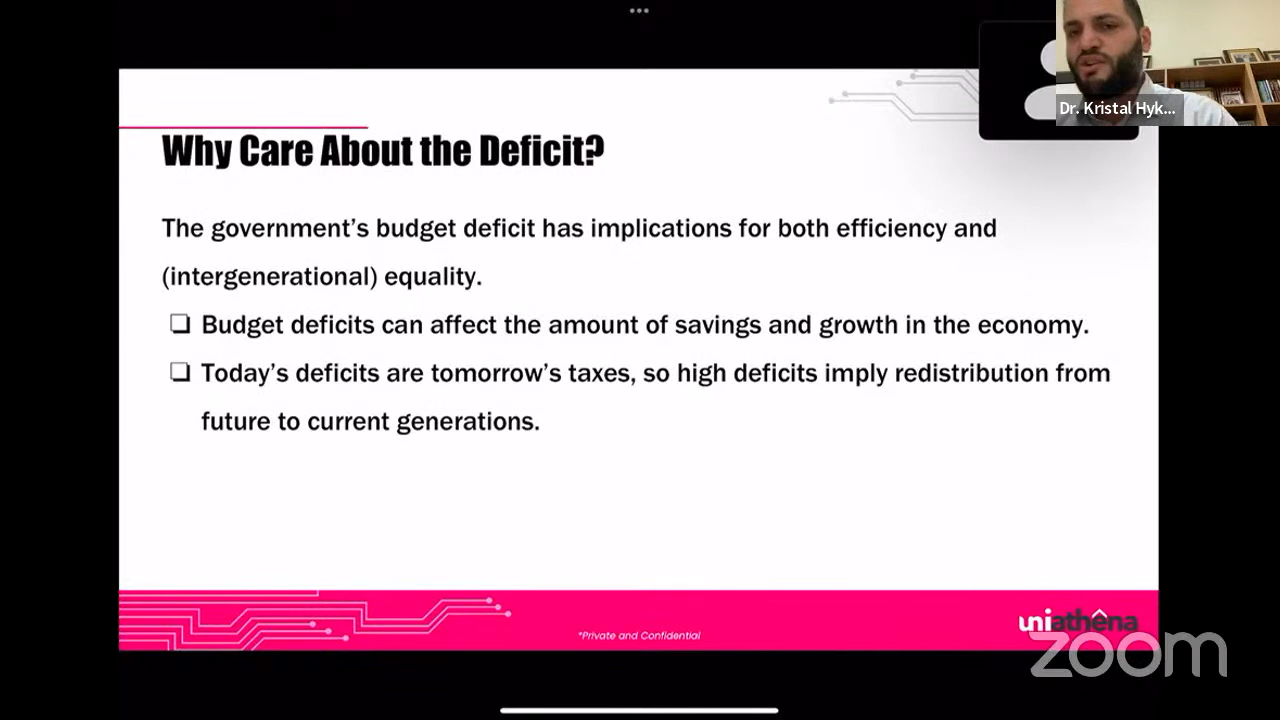 Dr. Kristal Hyk...
Why Care About the Deficit?
The government's budget deficit has implications for both efficiency and
(intergenerational) equality.
❑ Budget deficits can affect the amount of savings and growth in the economy.
❑ Today's deficits are tomorrow's taxes, so high deficits imply redistribution from
future to current generations.
*Private and Confidential
uniathena
zoom